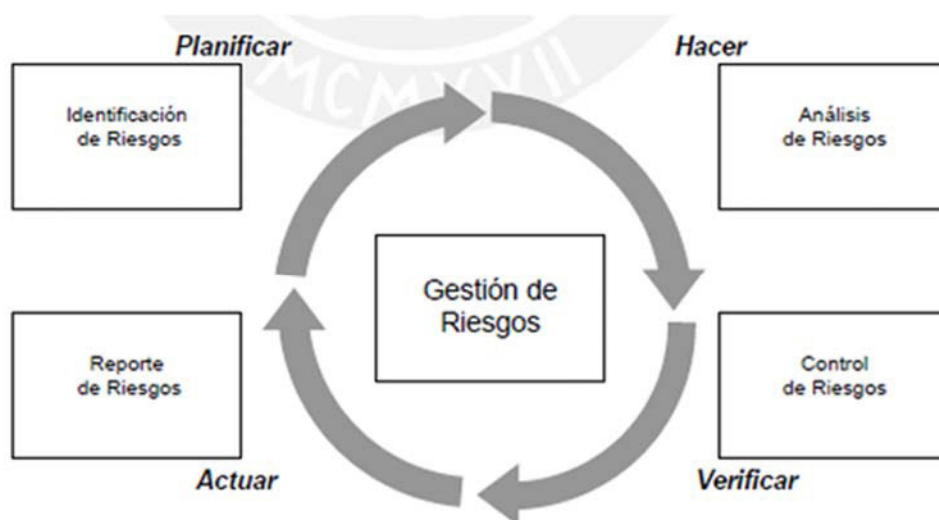 Planificar
Hacer
MCMXVII
Identificación
de Riesgos
Análisis
de Riesgos
Gestión de
Riesgos
Reporte
de Riesgos
Control
de Riesgos
Actuar
Verificar